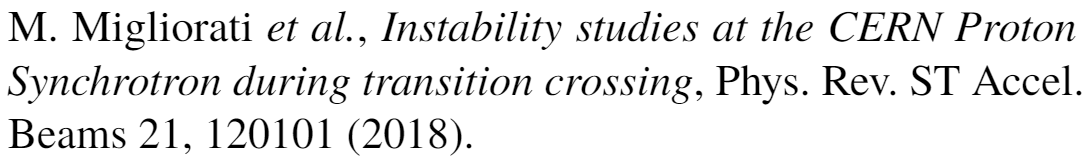 M. Migliorati et al., Instability studies at the CERN Proton
Synchrotron during transition crossing, Phys. Rev. ST Accel.
Beams 21, 120101 (2018).